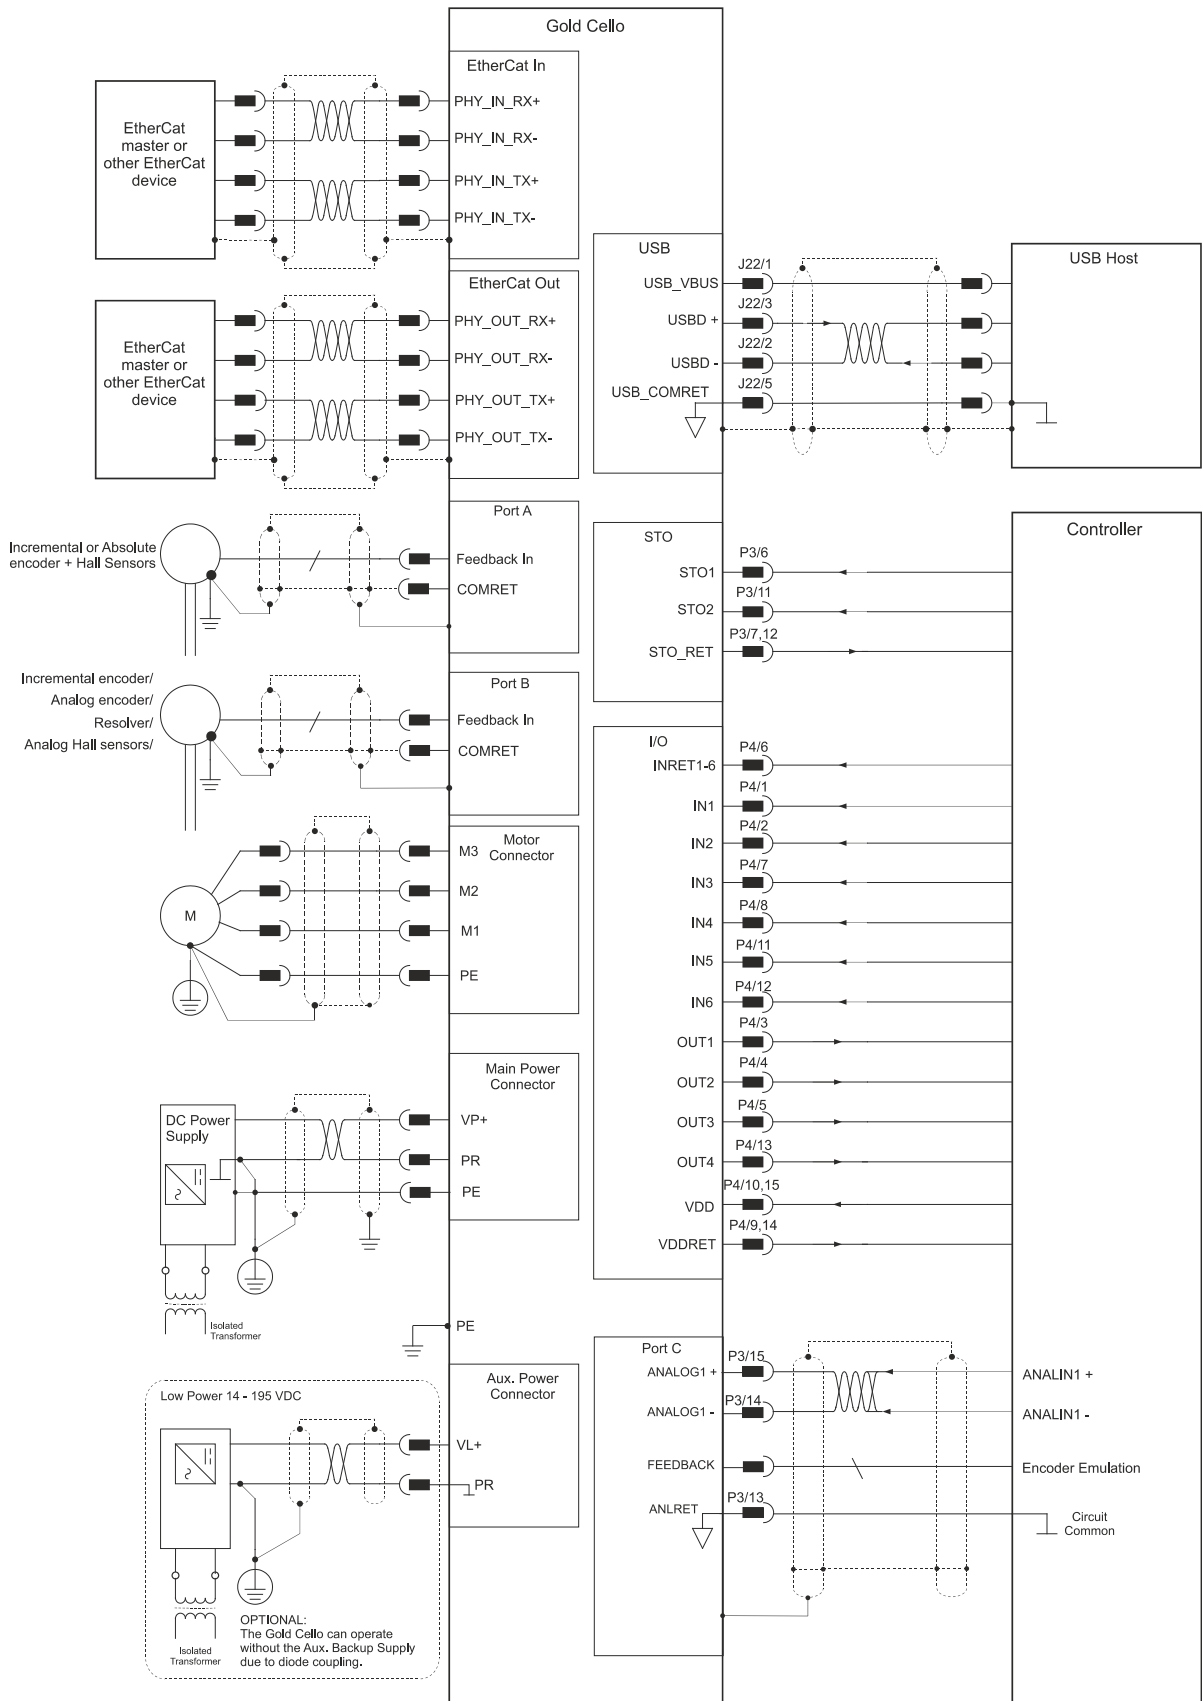 Gold Cello
EtherCat In
EtherCat
master or
other EtherCat
device
PHY_IN_RX+
PHY_IN_RX-
PHY_IN_TX+
PHY_IN_TX-
EtherCat Out
EtherCat
master or
other EtherCat
device
PHY_OUT_RX+
PHY_OUT_RX-
PHY_OUT_TX+
PHY_OUT_TX-
Port A
Incremental or Absolute
encoder + Hall Sensors
Feedback In
COMRET
Port B
Incremental encoder/
Analog encoder/
Resolver/
Analog Hall sensors/
Feedback In
COMRET
Motor
Connector
M
M3
M2
M1
PE
Main Power
Connector
DC Power
Supply
VP+
PR
PE
Isolated
Transformer
PE
Aux. Power
Connector
Low Power 14 - 195 VDC
VL+
PR
Isolated
Transformer
OPTIONAL:
The Gold Cello can operate
without the Aux. Backup Supply
due to diode coupling.
USB
USB_VBUS
J22/1
USBD +
J22/3
USBD -
J22/2
USB_COMRET
J22/5
USB Host
STO
STO1
P3/6
STO2
P3/11
STO_RET
P3/7,12
Controller
I/O
INRET1-6
P4/6
IN1
P4/1
IN2
P4/2
IN3
P4/7
IN4
P4/8
IN5
P4/11
IN6
P4/12
OUT1
P4/3
OUT2
P4/4
OUT3
P4/5
OUT4
P4/13
VDD
P4/10,15
VDDRET
P4/9,14
Port C
ANALOG1 +
P3/15
ANALIN1 +
ANALOG1 -
P3/14
ANALIN1 -
FEEDBACK
Encoder Emulation
ANLRET
P3/13
Circuit
Common